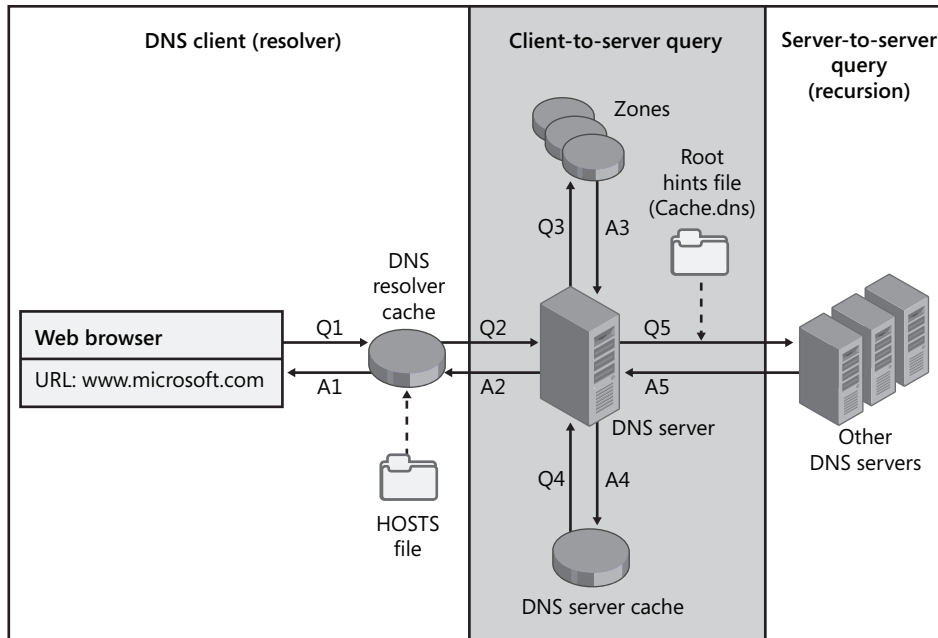 DNS client (resolver)
Client-to-server query
Server-to-server
query
(recursion)
Zones
Root
hints file
(Cache.dns)
Q3
A3
DNS
resolver
cache
Web browser
URL: www.microsoft.com
Q1
A1
Q2
A2
Q5
A5
DNS server
Other
DNS servers
HOSTS
file
Q4
A4
DNS server cache